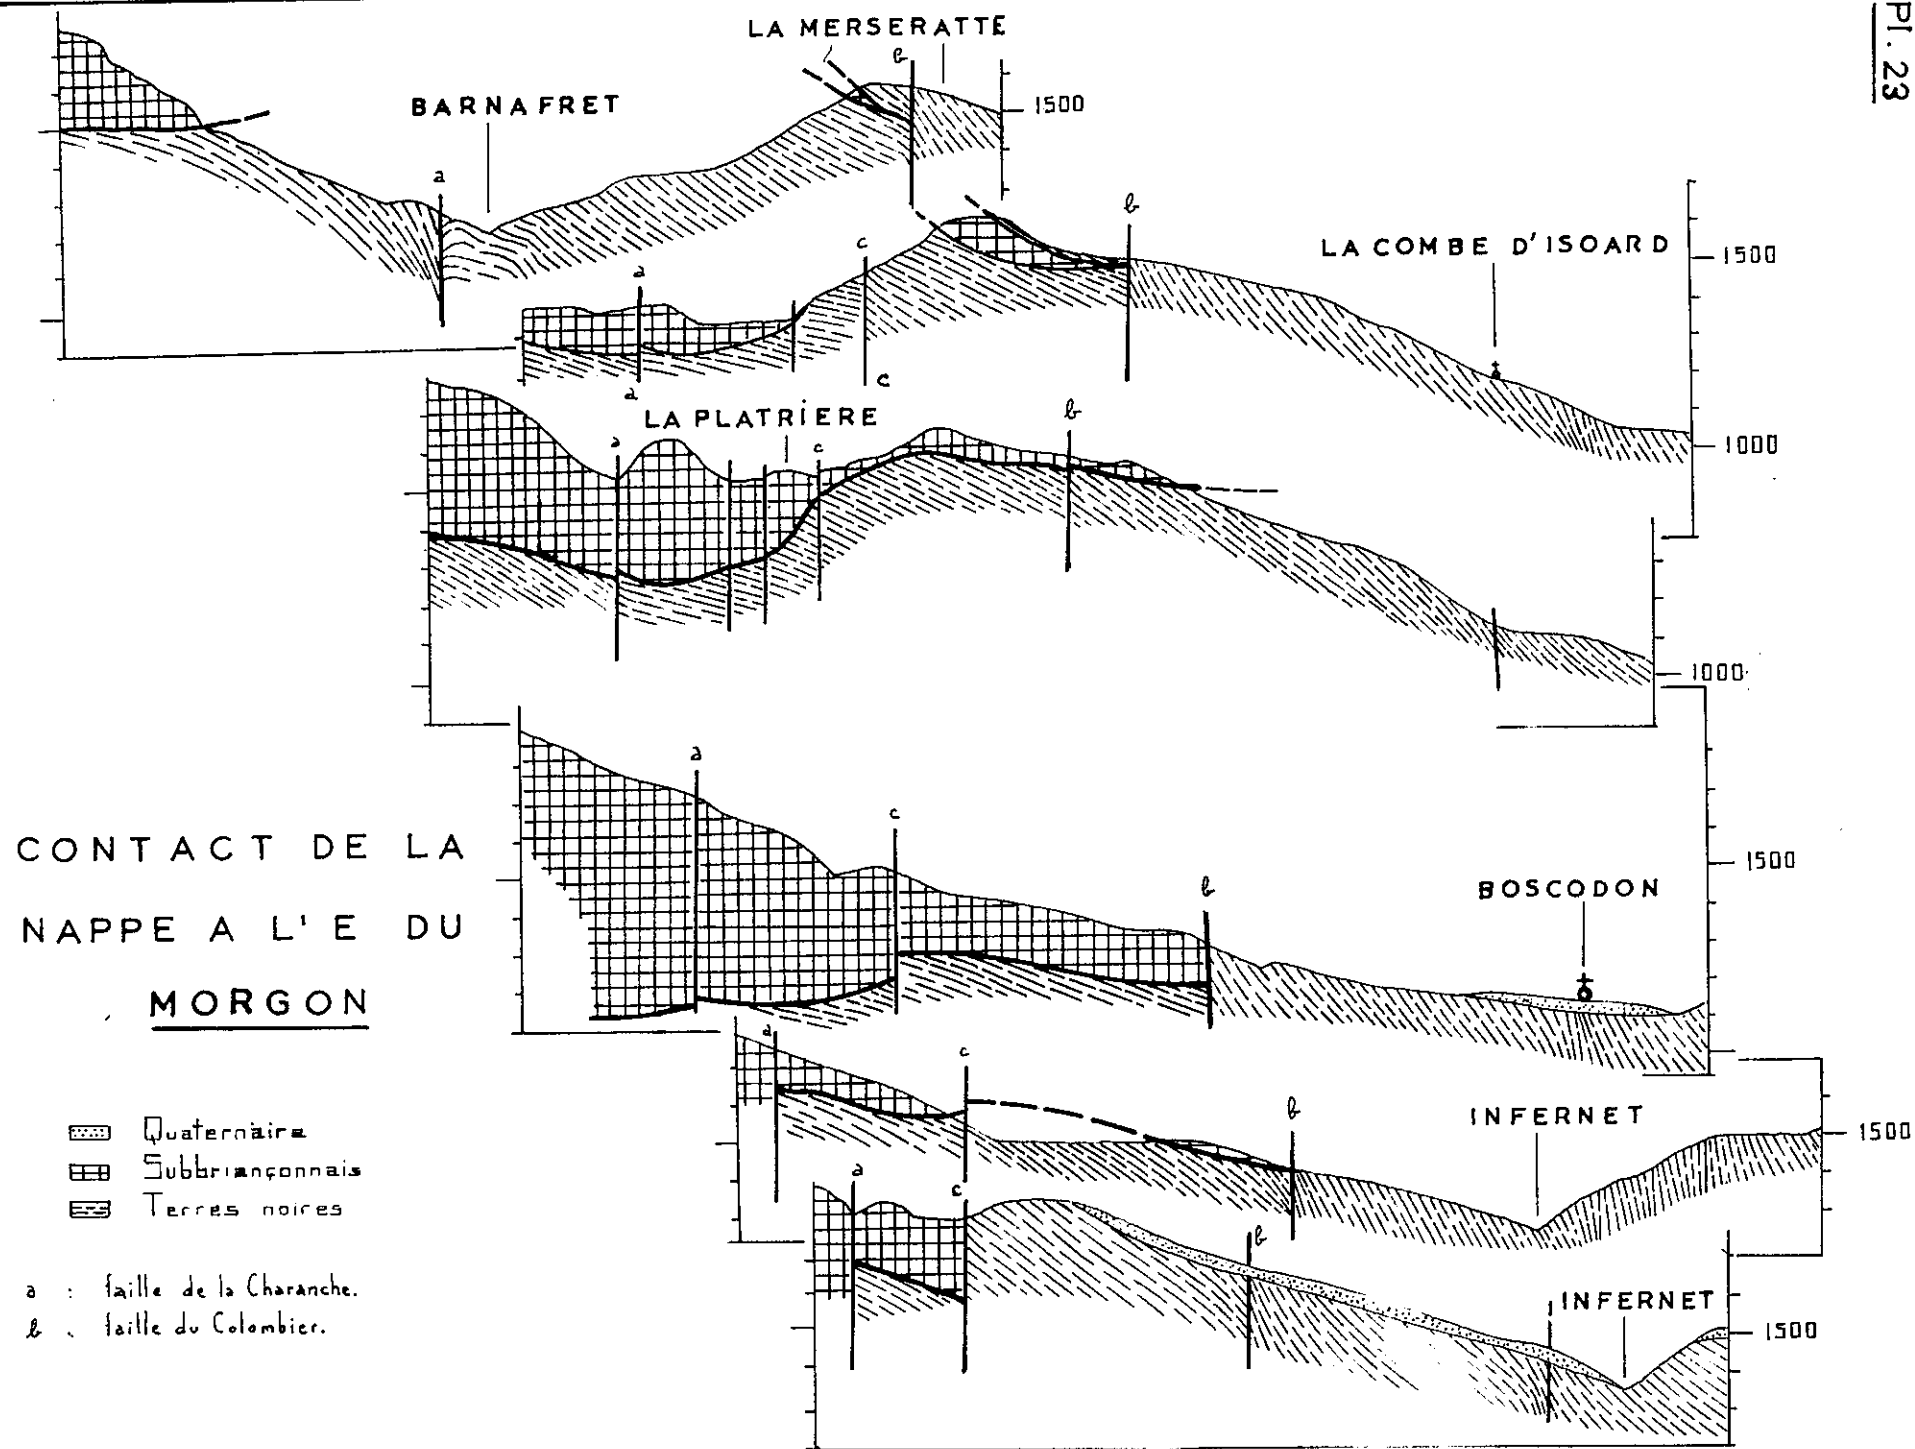 Pl. 23
LA MERSERATTE
b
BARNAFRET
1500
a
b
LA COMBE D'ISOARD
1500
c
a
c
a
LA PLATRIERE
b
1000
a
c
1000
a
c
CONTACT DE LA
NAPPE A L'E DU
MORGON
1500
BOSCODON
b
a
c
b
INFERNET
1500
Quaternaire
Subbriançonnais
Terres noires
a
c
b
INFERNET
1500
a : faille de la Charanche.
b . faille du Colombier.